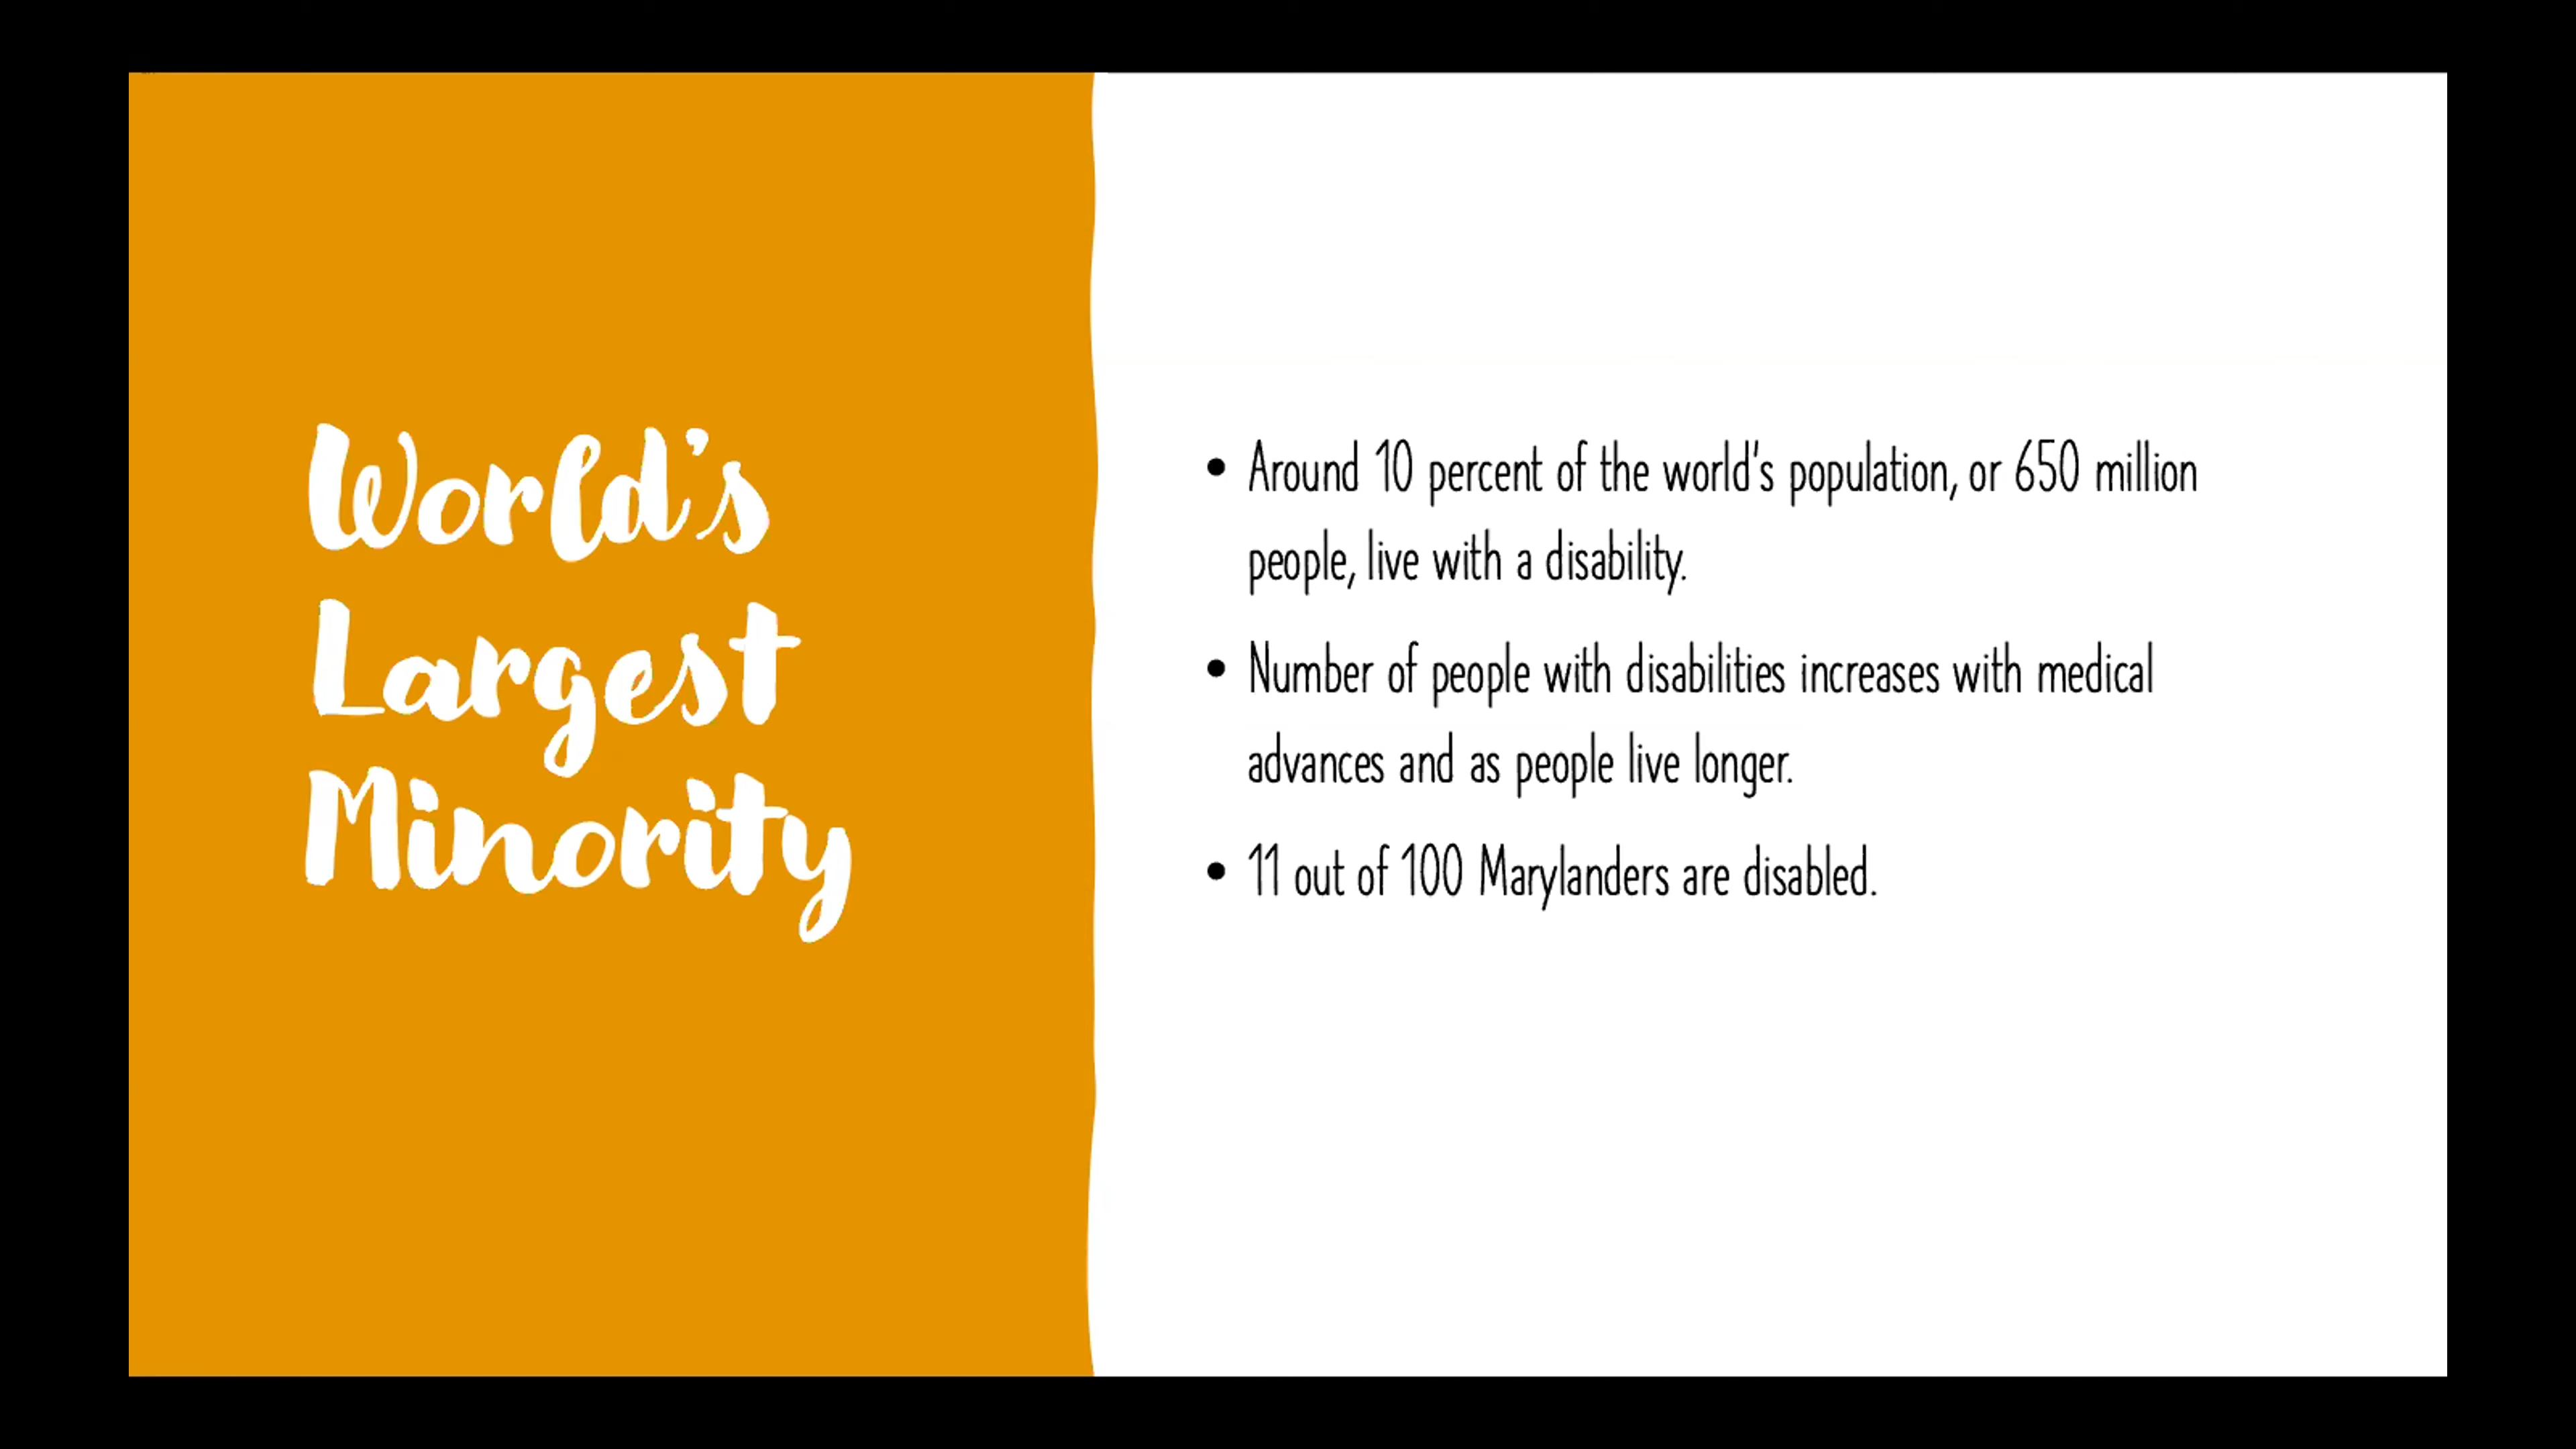 World's
Largest
Minority
• Around 10 percent of the world's population, or 650 million
people, live with a disability.
• Number of people with disabilities increases with medical
advances and as people live longer.
• 11 out of 100 Marylanders are disabled.